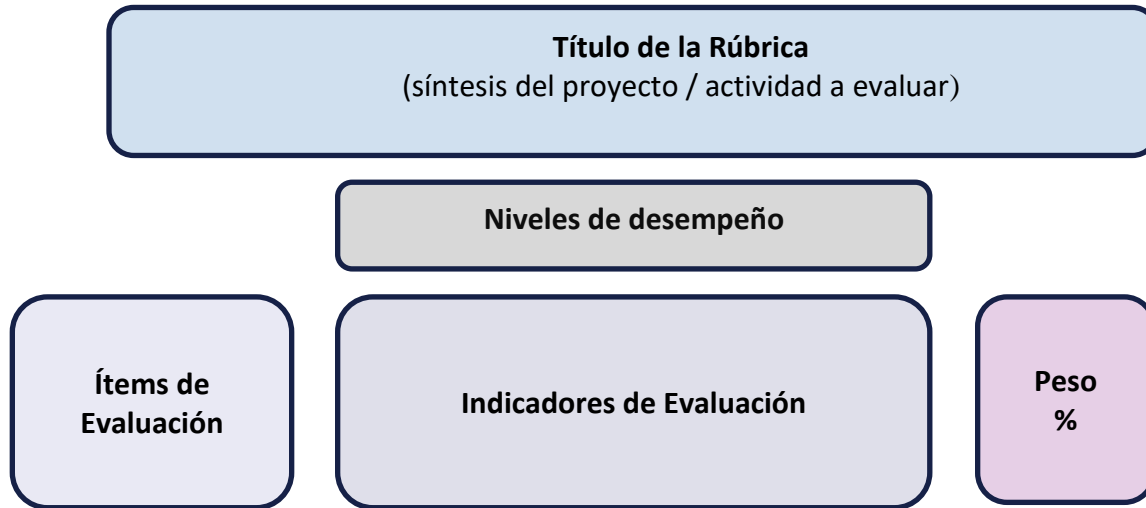 Título de la Rúbrica
(síntesis del proyecto / actividad a evaluar)
Niveles de desempeño
Ítems de
Evaluación
Indicadores de Evaluación
Peso
%